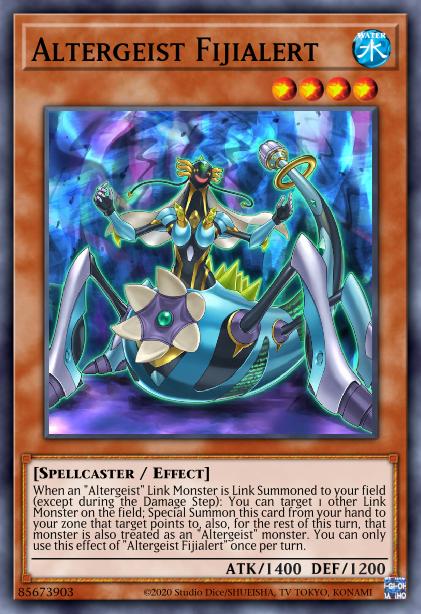 ALTERGEIST FIJIALERT
WATER
水
[SPELLCASTER / EFFECT]
When an "Altergeist" Link Monster is Link Summoned to your field
(except during the Damage Step): You can target 1 other Link
Monster on the field; Special Summon this card from your hand to
your zone that target points to, also, for the rest of this turn, that
monster is also treated as an "Altergeist" monster. You can only
use this effect of "Altergeist Fijialert" once per turn.
ATK/1400 DEF/1200
85673903
©2020 Studio Dice/SHUEISHA, TV TOKYO, KONAMI